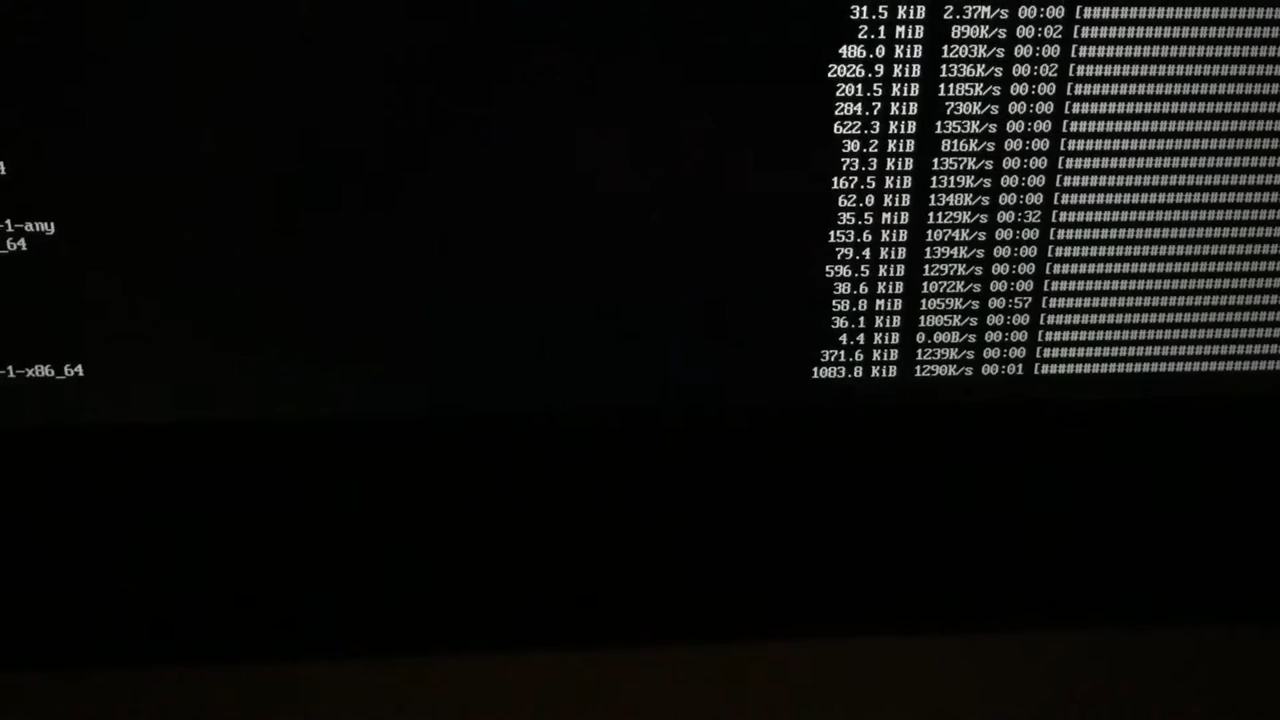 31.5 KiB 2.37M/s 00:00 [######################
2.1 MiB 890K/s 00:02 [######################
486.0 KiB 1203K/s 00:00 [######################
2026.9 KiB 1336K/s 00:02 [######################
201.5 KiB 1185K/s 00:00 [######################
284.7 KiB 730K/s 00:00 [######################
622.3 KiB 1353K/s 00:00 [#######################
30.2 KiB 816K/s 00:00 [#######################
4 73.3 KiB 1357K/s 00:00 [#######################
167.5 KiB 1319K/s 00:00 [#######################
62.0 KiB 1348K/s 00:00 [########################
35.5 MiB 1129K/s 00:32 [########################
-1-any 153.6 KiB 1074K/s 00:00 [########################
_64 79.4 KiB 1394K/s 00:00 [########################
596.5 KiB 1297K/s 00:00 [########################
38.6 KiB 1072K/s 00:00 [#########################
58.8 MiB 1059K/s 00:57 [#########################
36.1 KiB 1805K/s 00:00 [#########################
4.4 KiB 0.00B/s 00:00 [#########################
371.6 KiB 1239K/s 00:00 [##########################
-1-x86_64 1083.8 KiB 1290K/s 00:01 [##########################